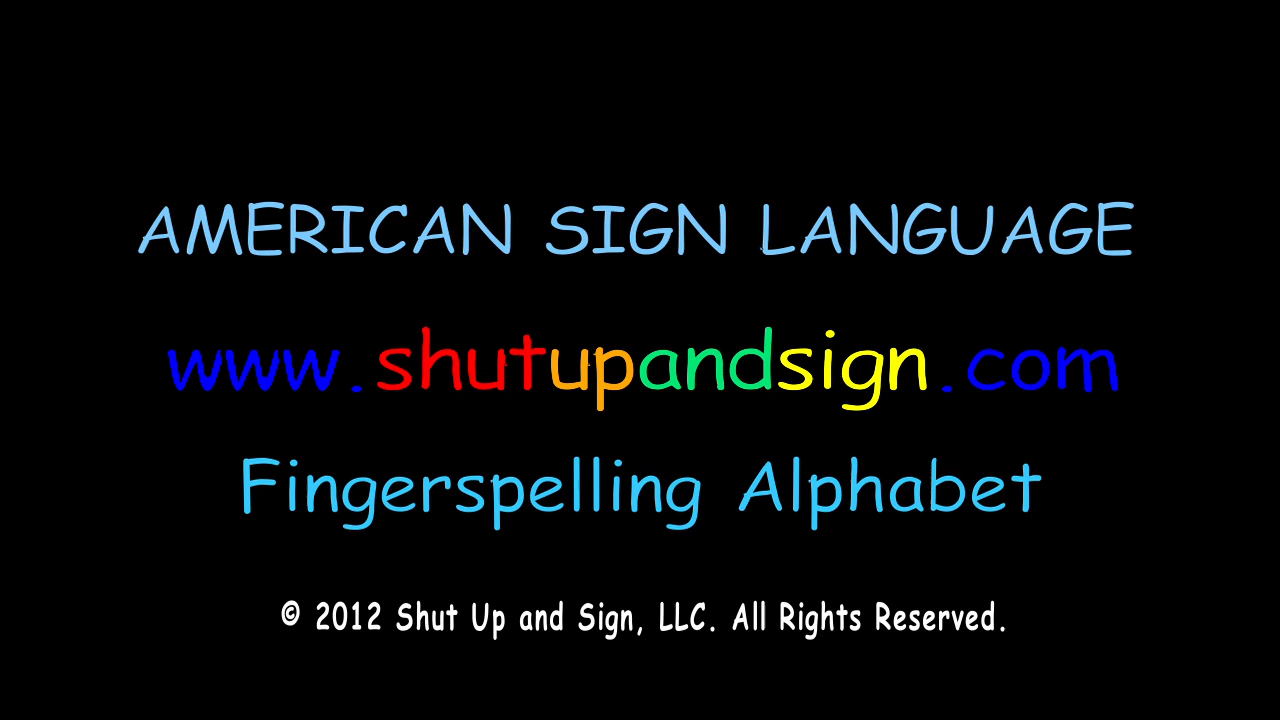 AMERICAN SIGN LANGUAGE
www.shutupandsign.com
Fingerspelling Alphabet
© 2012 Shut Up and Sign, LLC. All Rights Reserved.